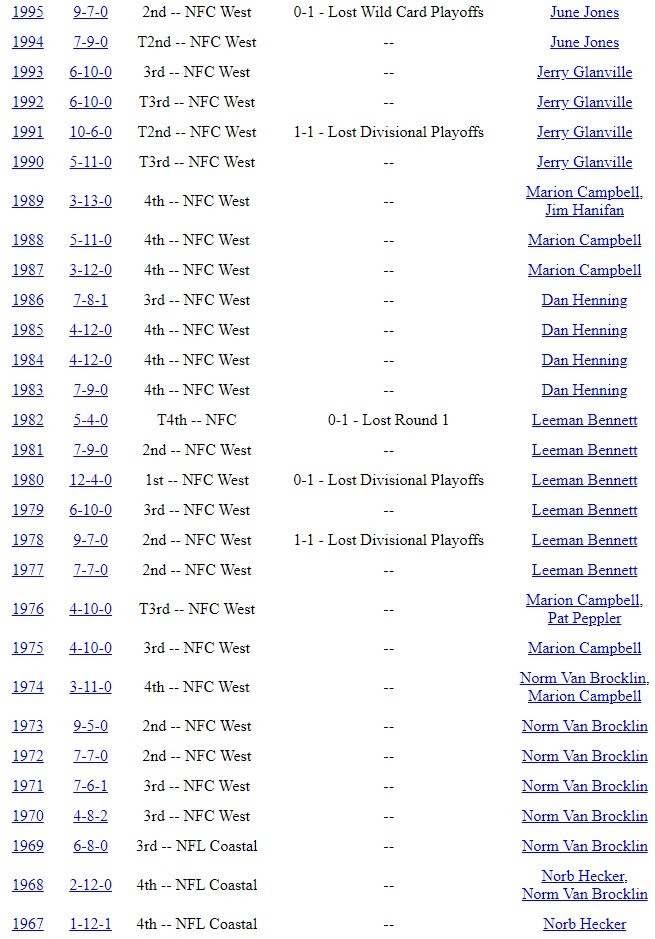 1995 9-7-0 2nd -- NFC West 0-1 - Lost Wild Card Playoffs June Jones
1994 7-9-0 T2nd -- NFC West -- June Jones
1993 6-10-0 3rd -- NFC West -- Jerry Glanville
1992 6-10-0 T3rd -- NFC West -- Jerry Glanville
1991 10-6-0 T2nd -- NFC West 1-1 - Lost Divisional Playoffs Jerry Glanville
1990 5-11-0 T3rd -- NFC West -- Jerry Glanville
1989 3-13-0 4th -- NFC West -- Marion Campbell,
Jim Hanifan
1988 5-11-0 4th -- NFC West -- Marion Campbell
1987 3-12-0 4th -- NFC West -- Marion Campbell
1986 7-8-1 3rd -- NFC West -- Dan Henning
1985 4-12-0 4th -- NFC West -- Dan Henning
1984 4-12-0 4th -- NFC West -- Dan Henning
1983 7-9-0 4th -- NFC West -- Dan Henning
1982 5-4-0 T4th -- NFC 0-1 - Lost Round 1 Leeman Bennett
1981 7-9-0 2nd -- NFC West -- Leeman Bennett
1980 12-4-0 1st -- NFC West 0-1 - Lost Divisional Playoffs Leeman Bennett
1979 6-10-0 3rd -- NFC West -- Leeman Bennett
1978 9-7-0 2nd -- NFC West 1-1 - Lost Divisional Playoffs Leeman Bennett
1977 7-7-0 2nd -- NFC West -- Leeman Bennett
1976 4-10-0 T3rd -- NFC West -- Marion Campbell,
Pat Peppler
1975 4-10-0 3rd -- NFC West -- Marion Campbell
1974 3-11-0 4th -- NFC West -- Norm Van Brocklin,
Marion Campbell
1973 9-5-0 2nd -- NFC West -- Norm Van Brocklin
1972 7-7-0 2nd -- NFC West -- Norm Van Brocklin
1971 7-6-1 3rd -- NFC West -- Norm Van Brocklin
1970 4-8-2 3rd -- NFC West -- Norm Van Brocklin
1969 6-8-0 3rd -- NFL Coastal -- Norm Van Brocklin
1968 2-12-0 4th -- NFL Coastal -- Norb Hecker,
Norm Van Brocklin
1967 1-12-1 4th -- NFL Coastal -- Norb Hecker